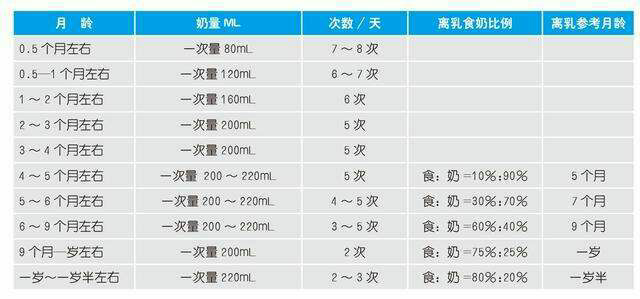 月 龄 奶量ML 次数 / 天 离乳食奶比例 离乳参考月龄
0.5 个月左右 一次量 80mL 7～8 次
0.5—1 个月左右 一次量 120mL 6～7 次
1～2 个月左右 一次量 160mL 6 次
2～3 个月左右 一次量 200mL 5 次
3～4 个月左右 一次量 200mL 5 次
4～5 个月左右 一次量 200～220mL 5 次 食：奶=10%:90% 5 个月
5～6 个月左右 一次量 200～220mL 4～5 次 食：奶=30%:70% 7 个月
6～9 个月左右 一次量 200～220mL 3～5 次 食：奶=60%:40% 9 个月
9 个月一岁左右 一次量 200mL 2 次 食：奶=75%:25% 一岁
一岁～一岁半左右 一次量 220mL 2～3 次 食：奶=80%:20% 一岁半